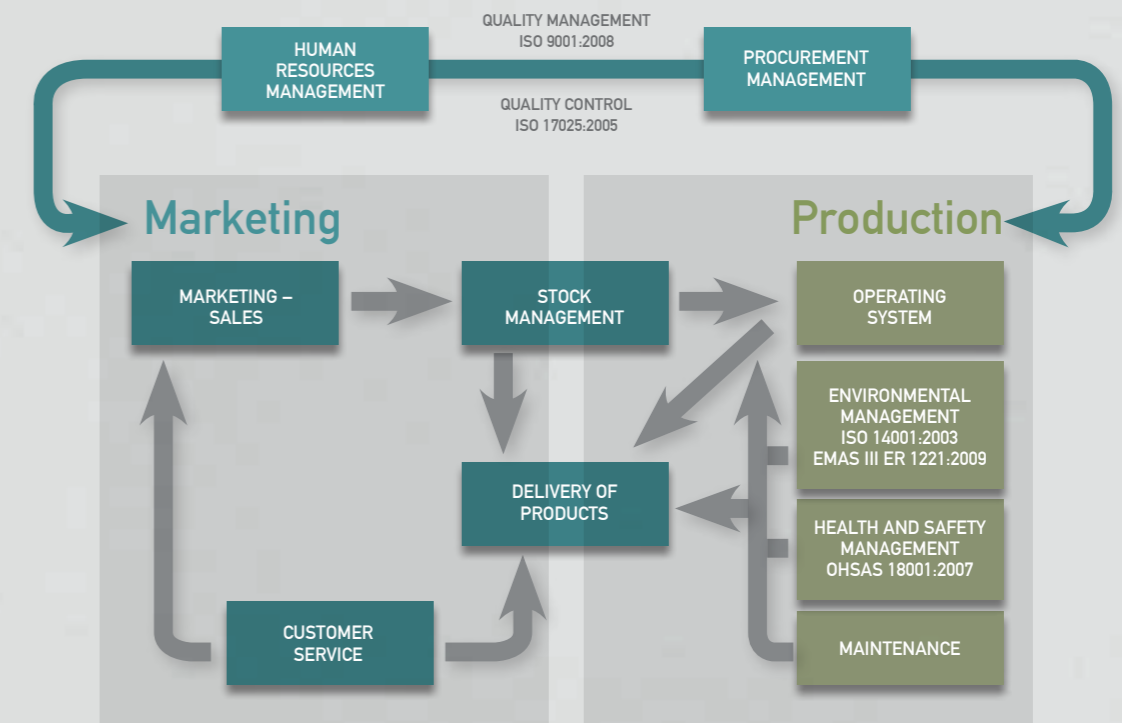 QUALITY MANAGEMENT
ISO 9001:2008
HUMAN
RESOURCES
MANAGEMENT
PROCUREMENT
MANAGEMENT
QUALITY CONTROL
ISO 17025:2005
Marketing
Production
MARKETING –
SALES
STOCK
MANAGEMENT
OPERATING
SYSTEM
ENVIRONMENTAL
MANAGEMENT
ISO 14001:2003
EMAS III ER 1221:2009
DELIVERY OF
PRODUCTS
HEALTH AND SAFETY
MANAGEMENT
OHSAS 18001:2007
CUSTOMER
SERVICE
MAINTENANCE